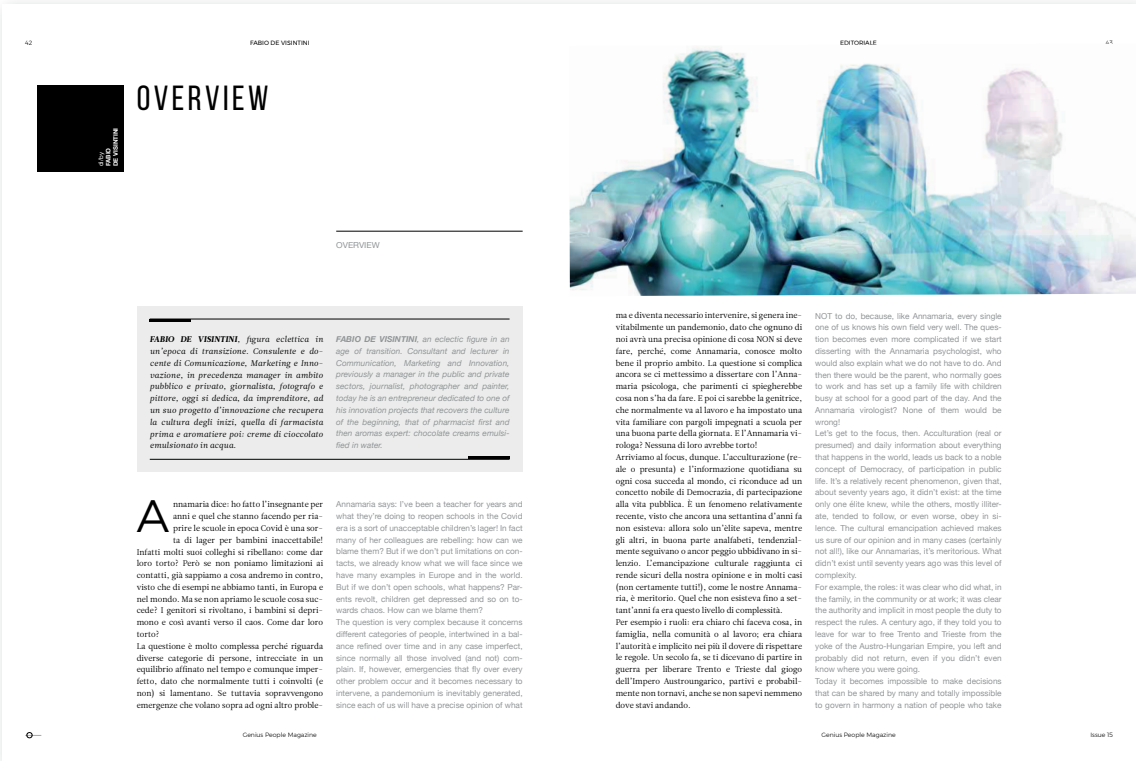 42
FABIO DE VISINTINI
OVERVIEW
di/by
FABIO
DE VISINTINI
OVERVIEW
FABIO DE VISINTINI, figura eclettica in
un'epoca di transizione. Consulente e do-
cente di Comunicazione, Marketing e Inno-
vazione, in precedenza manager in ambito
pubblico e privato, giornalista, fotografo e
pittore, oggi si dedica, da imprenditore, ad
un suo progetto d'innovazione che recupera
la cultura degli inizi, quella di farmacista
prima e aromatiere poi: creme di cioccolato
emulsionato in acqua.
FABIO DE VISINTINI, an eclectic figure in an
age of transition. Consultant and lecturer in
Communication, Marketing and Innovation,
previously a manager in the public and private
sectors, journalist, photographer and painter,
today he is an entrepreneur dedicated to one of
his innovation projects that recovers the culture
of the beginning, that of pharmacist first and
then aromas expert: chocolate creams emulsi-
fied in water.
Annamaria dice: ho fatto l'insegnante per
anni e quel che stanno facendo per ria-
prire le scuole in epoca Covid è una sor-
ta di lager per bambini inaccettabile!
Infatti molti suoi colleghi si ribellano: come dar
loro torto? Però se non poniamo limitazioni ai
contatti, già sappiamo a cosa andremo in contro,
visto che di esempi ne abbiamo tanti, in Europa e
nel mondo. Ma se non apriamo le scuole cosa suc-
cede? I genitori si rivoltano, i bambini si depri-
mono e così avanti verso il caos. Come dar loro
torto?
La questione è molto complessa perché riguarda
diverse categorie di persone, intrecciate in un
equilibrio affinato nel tempo e comunque imper-
fetto, dato che normalmente tutti i coinvolti (e
non) si lamentano. Se tuttavia sopravvengono
emergenze che volano sopra ad ogni altro proble-
Annamaria says: I've been a teacher for years and
what they're doing to reopen schools in the Covid
era is a sort of unacceptable children's lager! In fact
many of her colleagues are rebelling: how can we
blame them? But if we don't put limitations on con-
tacts, we already know what we will face since we
have many examples in Europe and in the world.
But if we don't open schools, what happens? Par-
ents revolt, children get depressed and so on to-
wards chaos. How can we blame them?
The question is very complex because it concerns
different categories of people, intertwined in a bal-
ance refined over time and in any case imperfect,
since normally all those involved (and not) com-
plain. If, however, emergencies that fly over every
other problem occur and it becomes necessary to
intervene, a pandemonium is inevitably generated,
since each of us will have a precise opinion of what
Genius People Magazine
EDITORIALE
43
ma e diventa necessario intervenire, si genera ine-
vitabilmente un pandemonio, dato che ognuno di
noi avrà una precisa opinione di cosa NON si deve
fare, perché, come Annamaria, conosce molto
bene il proprio ambito. La questione si complica
ancora se ci mettessimo a dissertare con l'Anna-
maria psicologa, che parimenti ci spiegherebbe
cosa non s'ha da fare. E poi ci sarebbe la genitrice,
che normalmente va al lavoro e ha impostato una
vita familiare con pargoli impegnati a scuola per
una buona parte della giornata. E l'Annamaria vi-
rologa? Nessuna di loro avrebbe torto!
Arriviamo al focus, dunque. L'acculturazione (re-
ale o presunta) e l'informazione quotidiana su
ogni cosa succeda al mondo, ci riconduce ad un
concetto nobile di Democrazia, di partecipazione
alla vita pubblica. È un fenomeno relativamente
recente, visto che ancora una settantina d'anni fa
non esisteva: allora solo un'èlite sapeva, mentre
gli altri, in buona parte analfabeti, tendenzial-
mente seguivano o ancor peggio ubbidivano in si-
lenzio. L'emancipazione culturale raggiunta ci
rende sicuri della nostra opinione e in molti casi
(non certamente tutti!), come le nostre Annama-
ria, è meritorio. Quel che non esisteva fino a set-
tant'anni fa era questo livello di complessità.
Per esempio i ruoli: era chiaro chi faceva cosa, in
famiglia, nella comunità o al lavoro; era chiara
l'autorità e implicito nei più il dovere di rispettare
le regole. Un secolo fa, se ti dicevano di partire in
guerra per liberare Trento e Trieste dal giogo
dell'Impero Austroungarico, partivi e probabil-
mente non tornavi, anche se non sapevi nemmeno
dove stavi andando.
NOT to do, because, like Annamaria, every single
one of us knows his own field very well. The ques-
tion becomes even more complicated if we start
disserting with the Annamaria psychologist, who
would also explain what we do not have to do. And
then there would be the parent, who normally goes
to work and has set up a family life with children
busy at school for a good part of the day. And the
Annamaria virologist? None of them would be
wrong!
Let's get to the focus, then. Acculturation (real or
presumed) and daily information about everything
that happens in the world, leads us back to a noble
concept of Democracy, of participation in public
life. It's a relatively recent phenomenon, given that,
about seventy years ago, it didn't exist: at the time
only one élite knew, while the others, mostly illiter-
ate, tended to follow, or even worse, obey in si-
lence. The cultural emancipation achieved makes
us sure of our opinion and in many cases (certainly
not all!), like our Annamarias, it's meritorious. What
didn't exist until seventy years ago was this level of
complexity.
For example, the roles: it was clear who did what, in
the family, in the community or at work; it was clear
the authority and implicit in most people the duty to
respect the rules. A century ago, if they told you to
leave for war to free Trento and Trieste from the
yoke of the Austro-Hungarian Empire, you left and
probably did not return, even if you didn't even
know where you were going.
Today it becomes impossible to make decisions
that can be shared by many and totally impossible
to govern in harmony a nation of people who take
Genius People Magazine
Issue 15